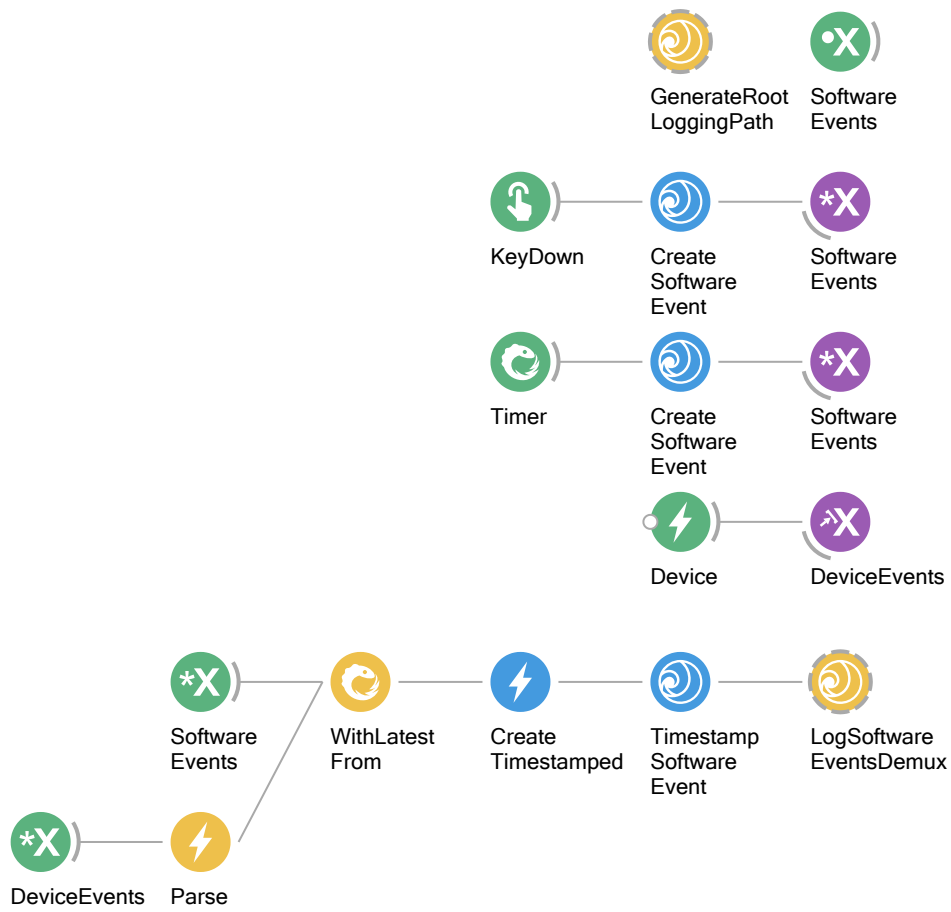 GenerateRoot
LoggingPath
Software
Events
KeyDown
Create
Software
Event
Software
Events
Timer
Create
Software
Event
Software
Events
Device
DeviceEvents
Software
Events
WithLatest
From
Create
Timestamped
Timestamp
Software
Event
LogSoftware
EventsDemux
DeviceEvents
Parse